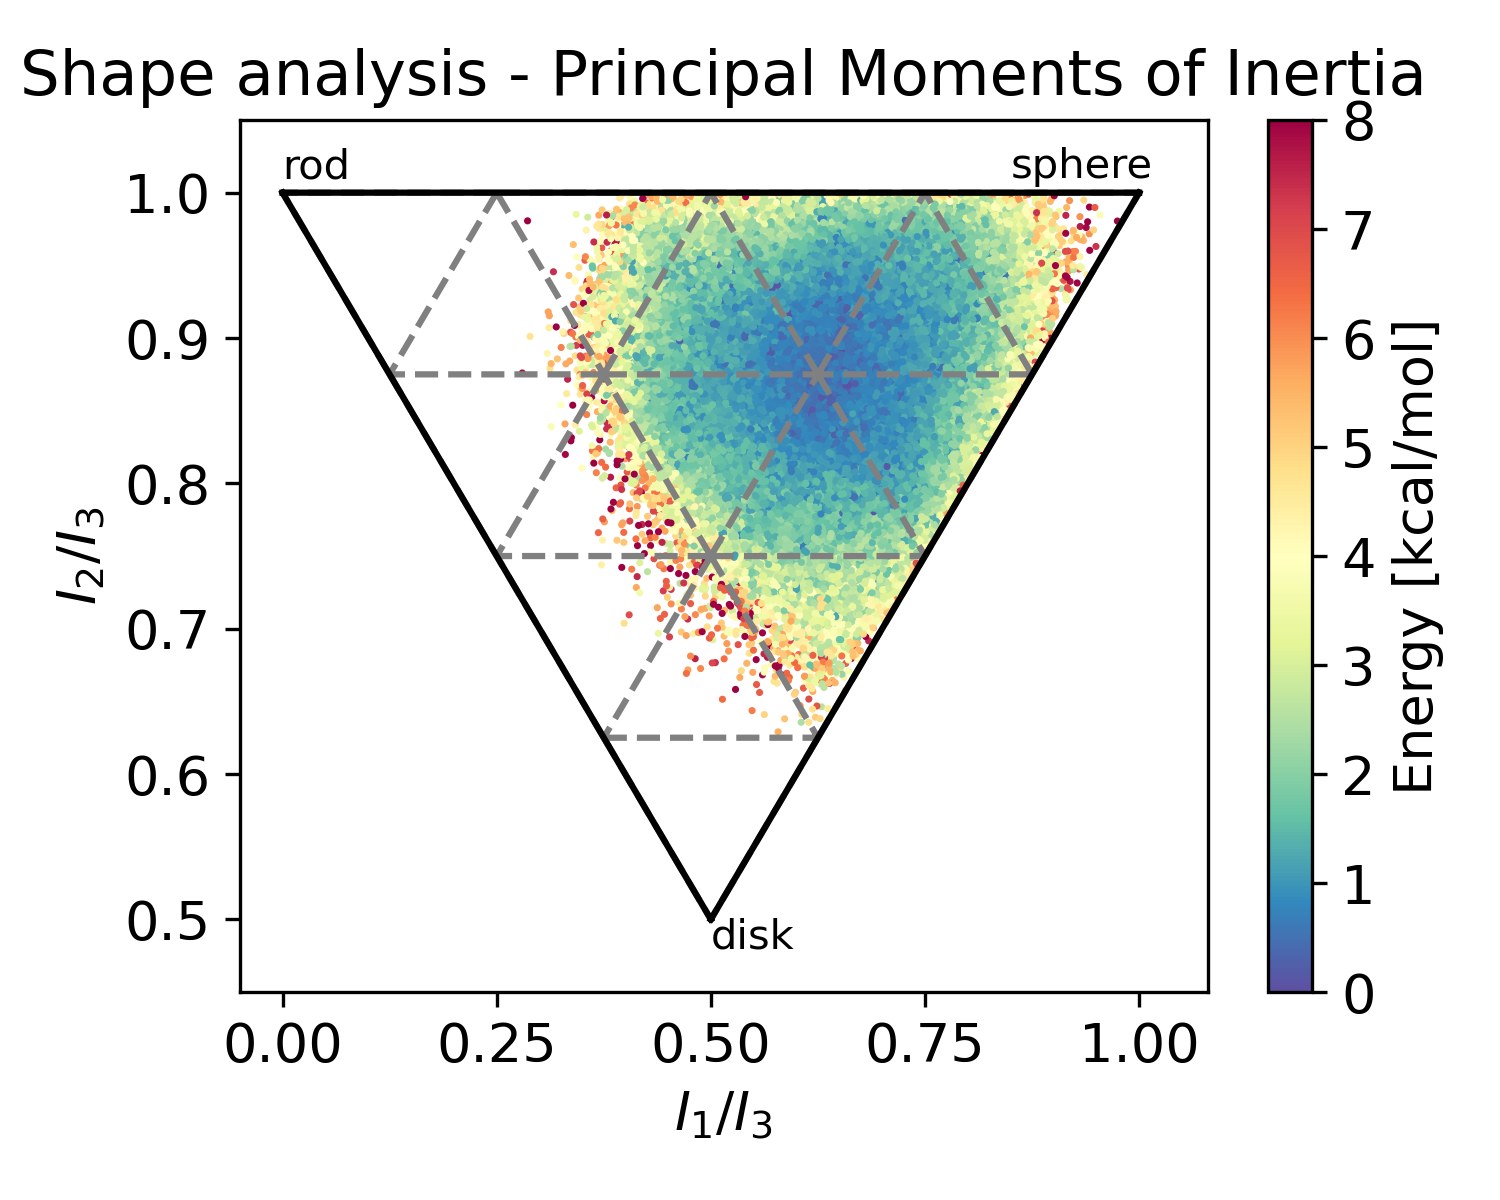 Shape analysis - Principal Moments of Inertia
rod
sphere
disk
1.0
0.9
0.8
0.7
0.6
0.5
I₂/I₃
0.00
0.25
0.50
0.75
1.00
I₁/I₃
8
7
6
5
4
3
2
1
0
Energy [kcal/mol]